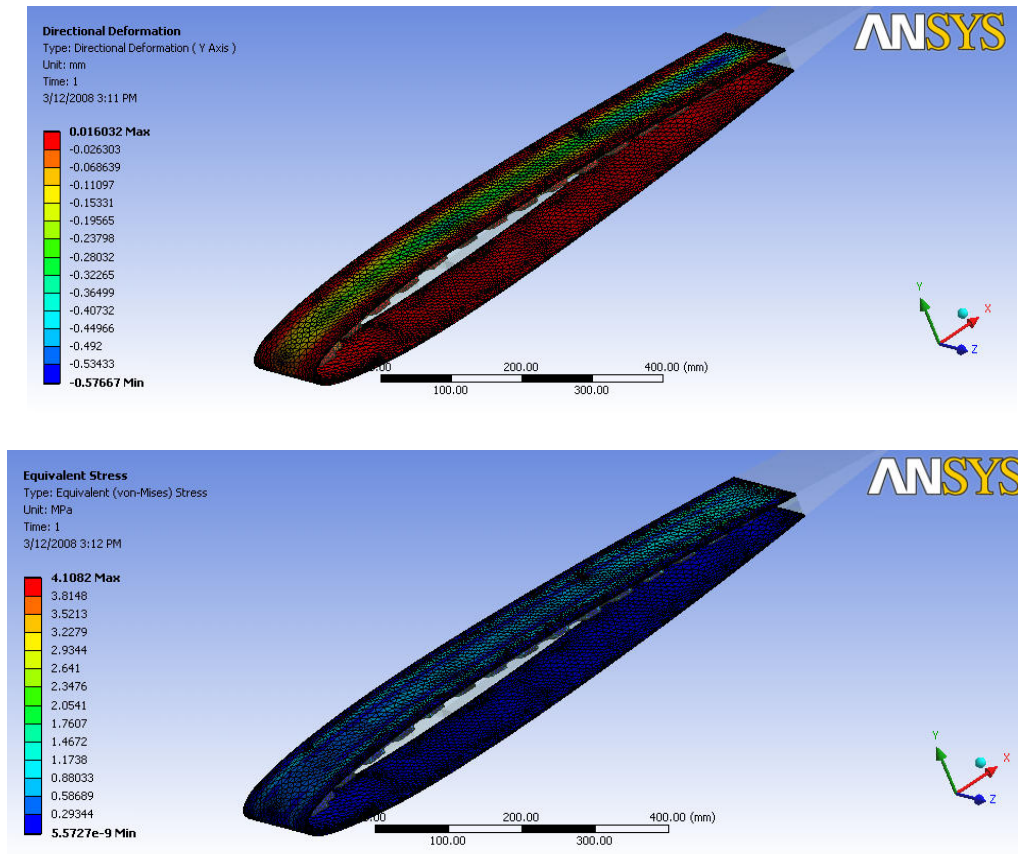 Directional Deformation
Type: Directional Deformation ( Y Axis )
Unit: mm
Time: 1
3/12/2008 3:11 PM
ANSYS
0.016032 Max
-0.026303
-0.068639
-0.11097
-0.15331
-0.19565
-0.23798
-0.28032
-0.32265
-0.36499
-0.40732
-0.44966
-0.492
-0.53433
-0.57667 Min
Y
X
Z
.00 200.00 400.00 (mm)
100.00 300.00
Equivalent Stress
Type: Equivalent (von-Mises) Stress
Unit: MPa
Time: 1
3/12/2008 3:12 PM
ANSYS
4.1082 Max
3.8148
3.5213
3.2279
2.9344
2.641
2.3476
2.0541
1.7607
1.4672
1.1738
0.88033
0.58689
0.29344
5.5727e-9 Min
Y
X
Z
.00 200.00 400.00 (mm)
100.00 300.00